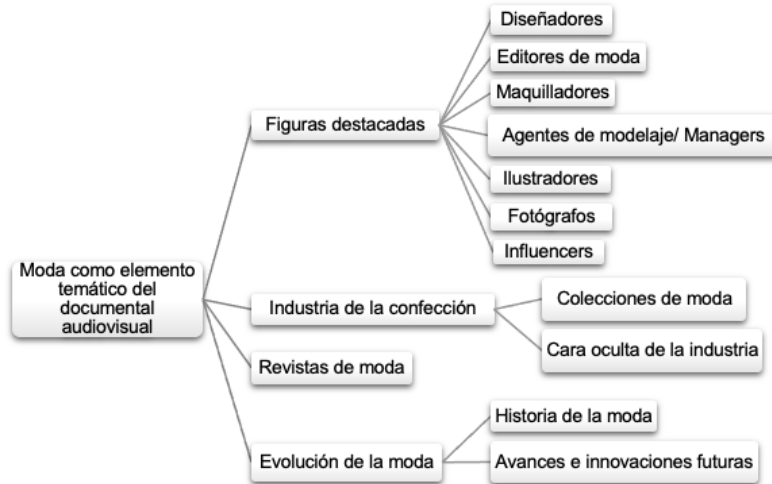 Diseñadores
Editores de moda
Maquilladores
Figuras destacadas
Agentes de modelaje/ Managers
Ilustradores
Fotógrafos
Influencers
Moda como elemento
temático del
documental
audiovisual
Industria de la confección
Colecciones de moda
Cara oculta de la industria
Revistas de moda
Historia de la moda
Evolución de la moda
Avances e innovaciones futuras